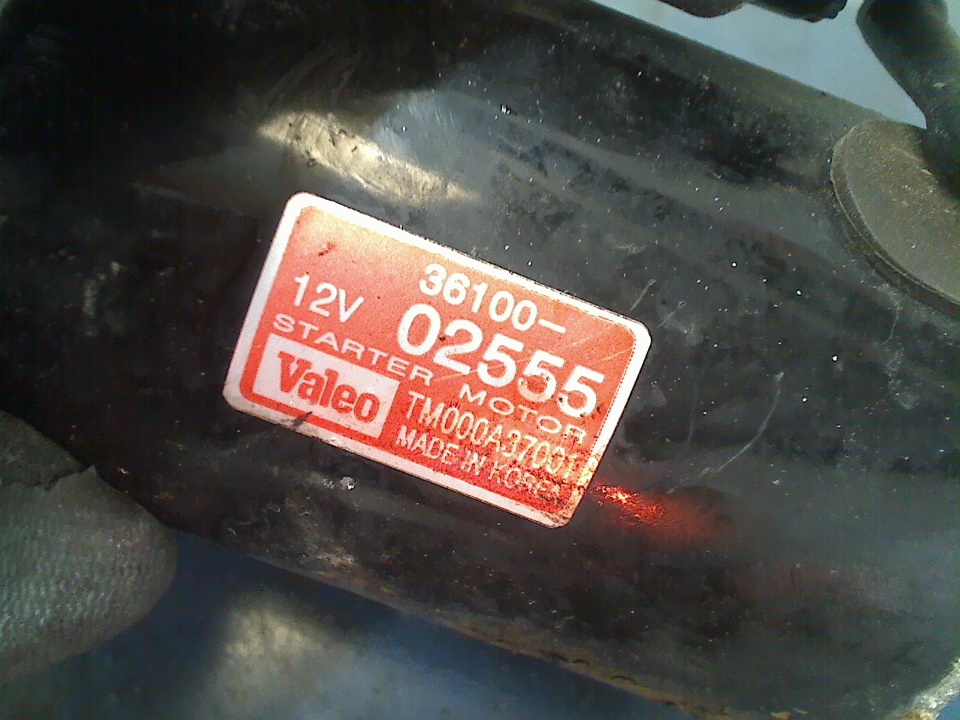 36100-
12V 02555
STARTER MOTOR
Valeo TM000A37001
MADE IN KOREA